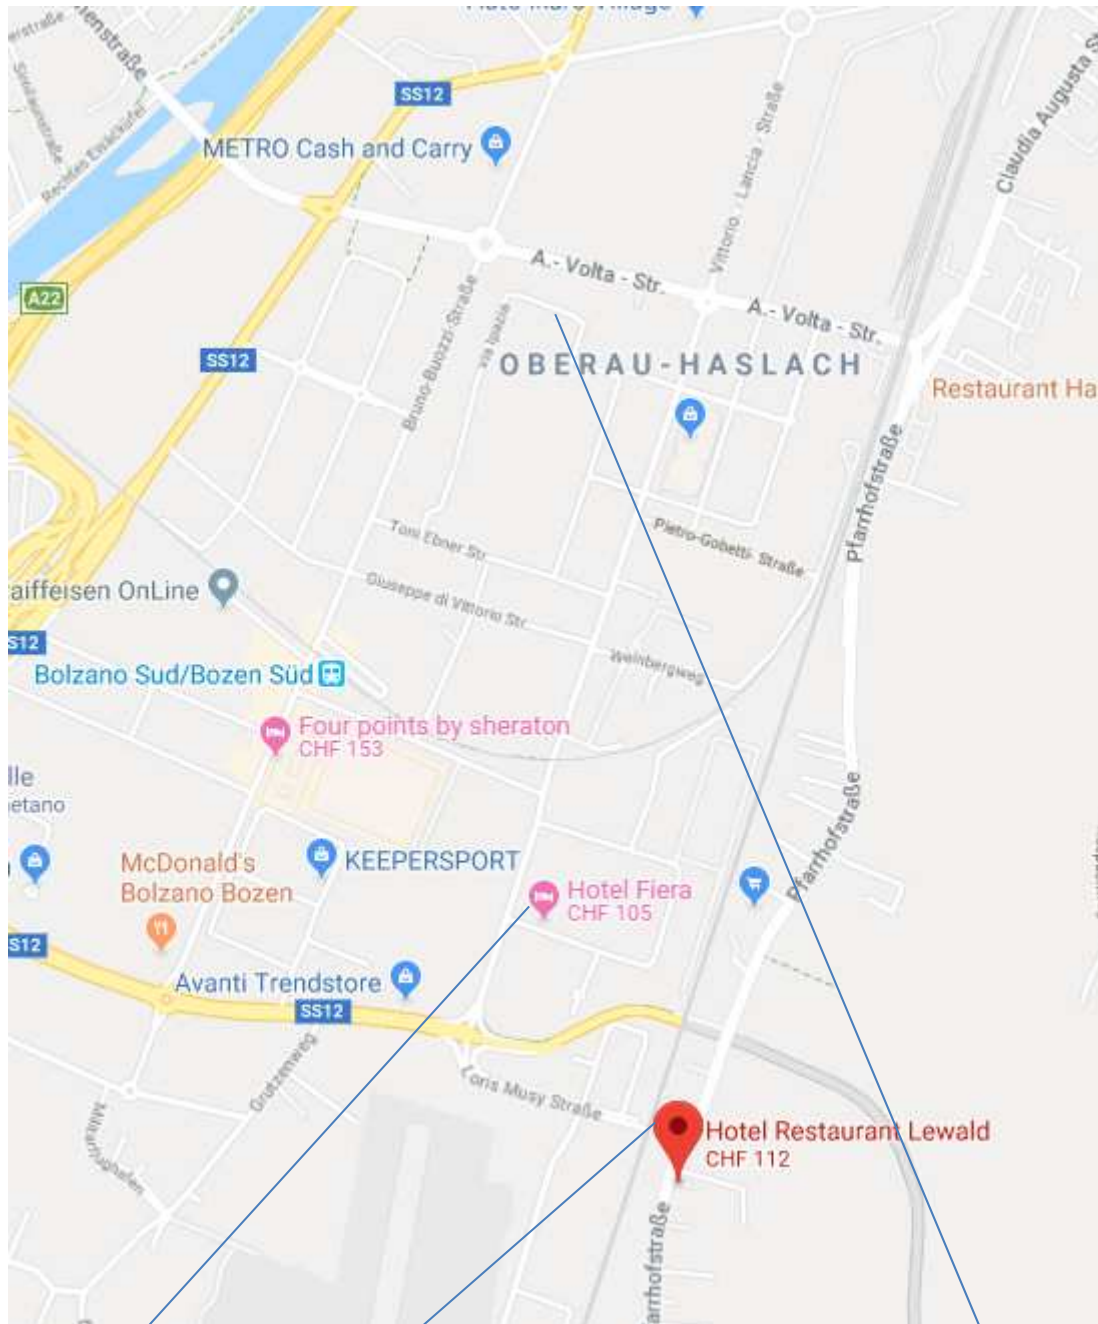 SS12
METRO Cash and Carry
Claudia Augusta S
Vittorio - Lancia - Straße
A.- Volta - Str.
A.- Volta - Str.
A22
SS12
Bruno-Buozzi-Straße
via Ipazia
OBERAU-HASLACH
Restaurant Ha
Pfarrhofstraße
Toni Ebner Str.
Pietro-Gobetti- Straße
aiffeisen OnLine
Giuseppe di Vittorio Str.
S12
Weinbergweg
Bolzano Sud/Bozen Süd
Four points by sheraton
CHF 153
lle
etano
Pfarrhofstraße
McDonald's
Bolzano Bozen
KEEPERSPORT
Hotel Fiera
CHF 105
S12
Avanti Trendstore
SS12
Grutzenweg
Loris Musy Straße
Hotel Restaurant Lewald
CHF 112
arrhofstraße